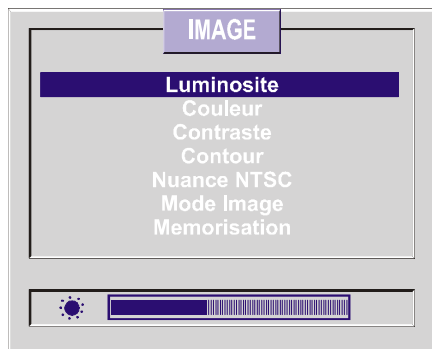 IMAGE
Luminosite
Couleur
Contraste
Contour
Nuance NTSC
Mode Image
Memorisation